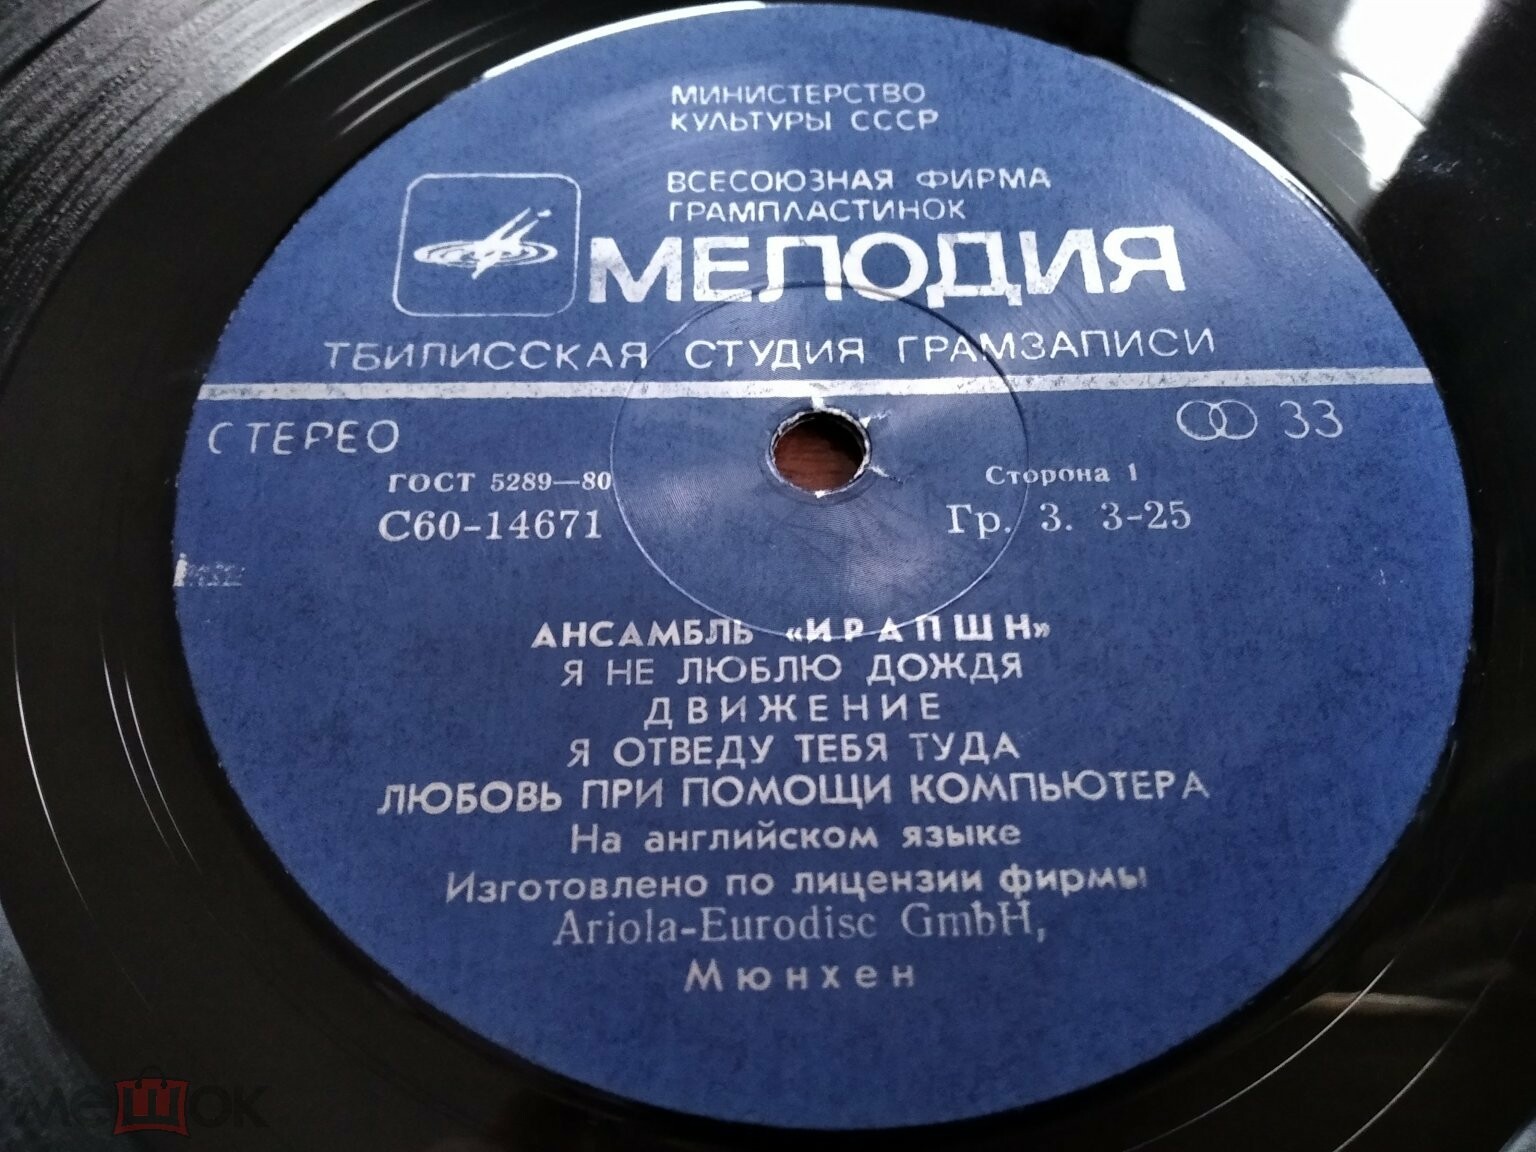 МИНИСТЕРСТВО
КУЛЬТУРЫ СССР
ВСЕСОЮЗНАЯ ФИРМА
ГРАМПЛАСТИНОК
МЕЛОДИЯ
ТБИЛИССКАЯ СТУДИЯ ГРАМЗАПИСИ
СТЕРЕО
33
ГОСТ 5289—80
Сторона 1
С60-14671
Гр. 3. 3-25
АНСАМБЛЬ «ИРАПШН»
Я НЕ ЛЮБЛЮ ДОЖДЯ
ДВИЖЕНИЕ
Я ОТВЕДУ ТЕБЯ ТУДА
ЛЮБОВЬ ПРИ ПОМОЩИ КОМПЬЮТЕРА
На английском языке
Изготовлено по лицензии фирмы
Ariola-Eurodisc GmbH,
Мюнхен
мешок